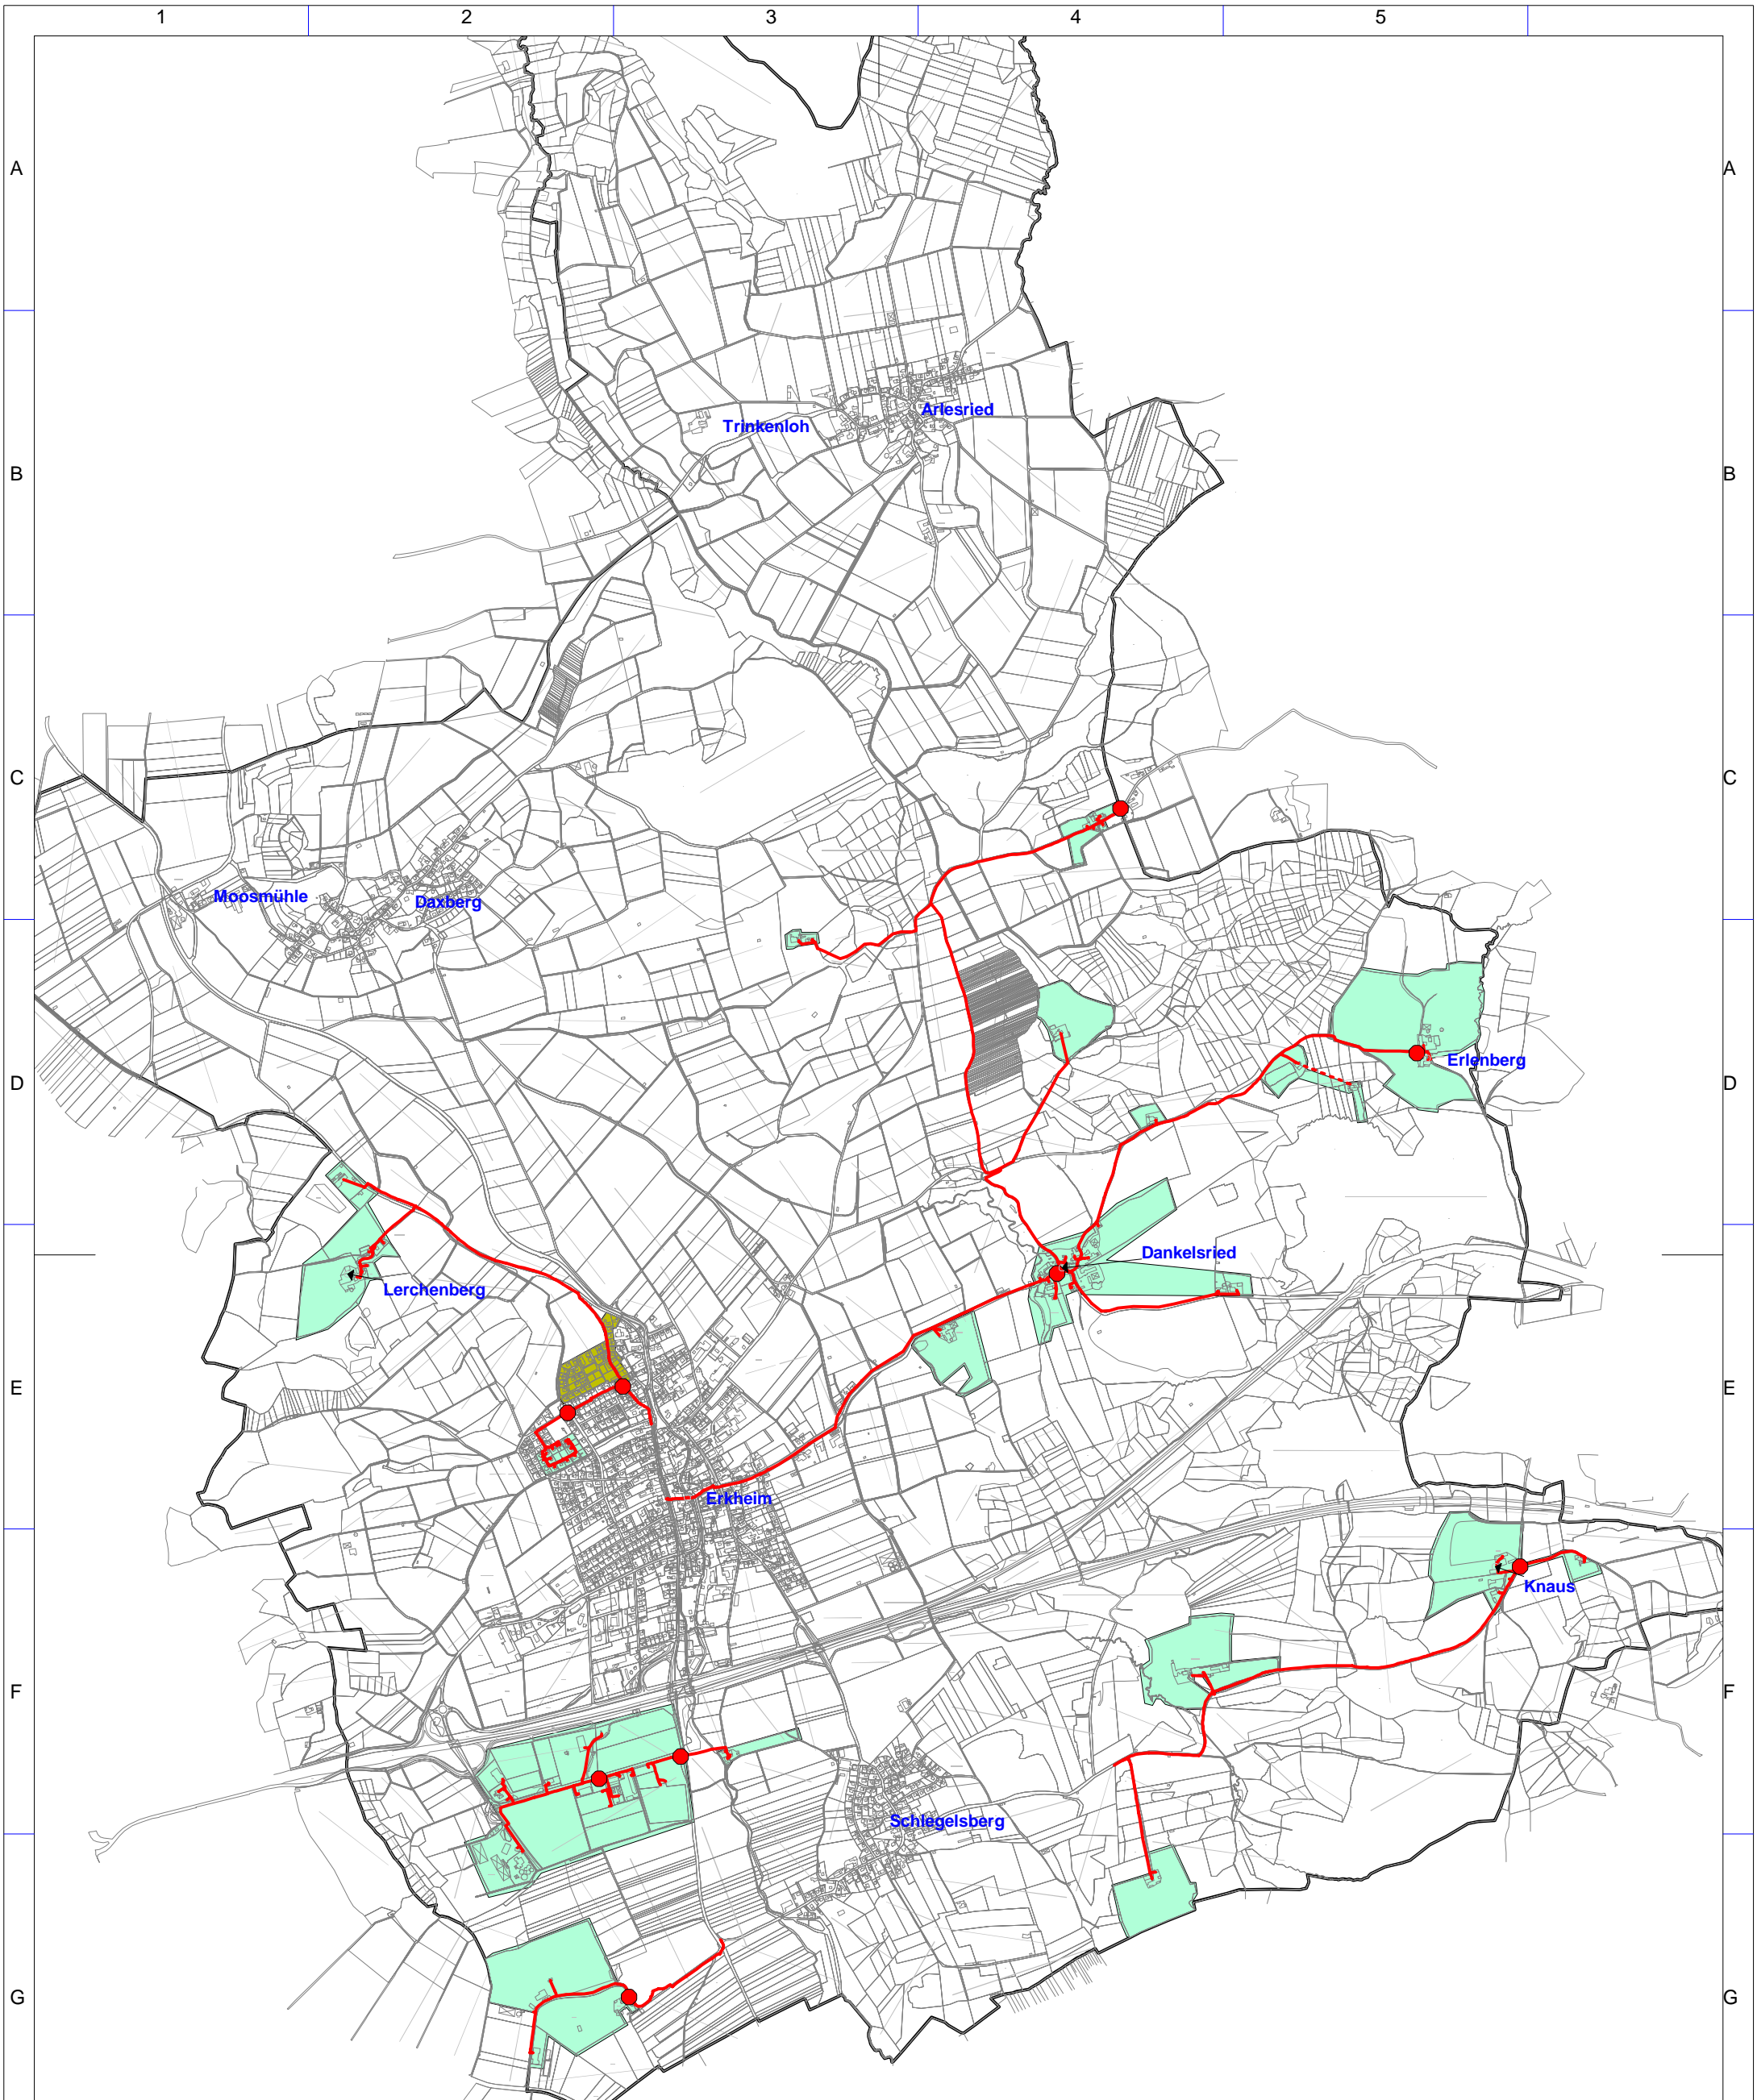 1 2 3 4 5
A A
Arlesried
Trinkenloh
B B
C C
Moosmühle
Daxberg
Erlenberg
D D
Dankelsried
Lerchenberg
E E
Erkheim
Knaus
F F
Schlegelsberg
G G